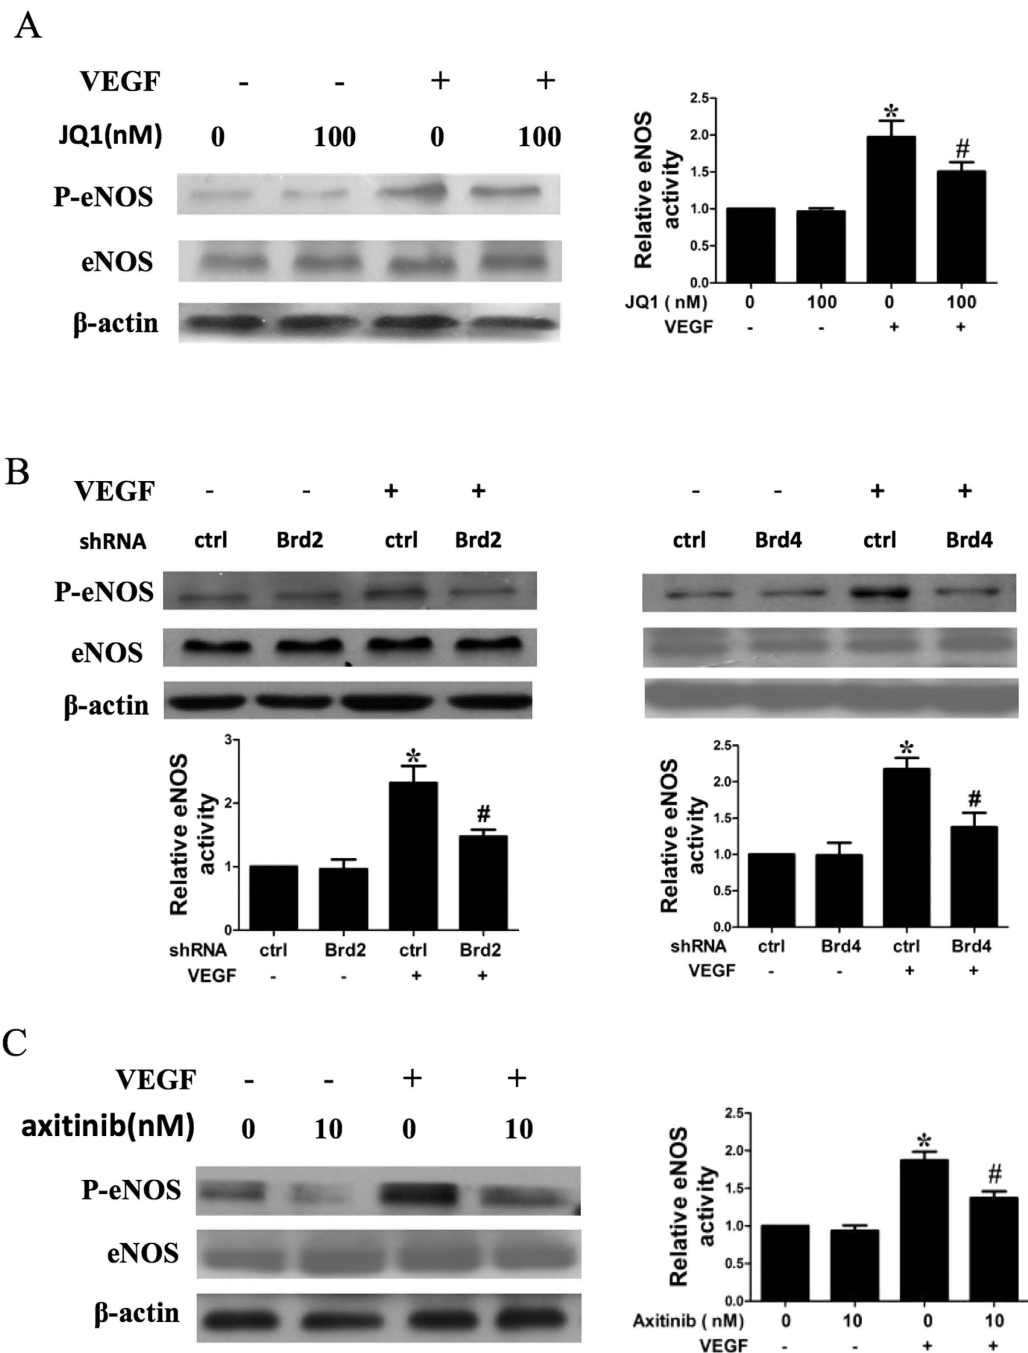 A
VEGF - - + +
JQ1(nM) 0 100 0 100
P-eNOS
eNOS
β-actin
Relative eNOS
activity
2.5
2.0
1.5
1.0
0.5
0.0
*
#
JQ1 ( nM) 0 100 0 100
VEGF - - + +
B
VEGF - - + +
shRNA ctrl Brd2 ctrl Brd2
P-eNOS
eNOS
β-actin
- - + +
ctrl Brd4 ctrl Brd4
Relative eNOS
activity
3
2
1
0
*
#
shRNA ctrl Brd2 ctrl Brd2
VEGF - - + +
Relative eNOS
activity
2.5
2.0
1.5
1.0
0.5
0.0
*
#
shRNA ctrl Brd4 ctrl Brd4
VEGF - - + +
C
VEGF - - + +
axitinib(nM) 0 10 0 10
P-eNOS
eNOS
β-actin
Relative eNOS
activity
2.5
2.0
1.5
1.0
0.5
0.0
*
#
Axitinib ( nM) 0 10 0 10
VEGF - - + +